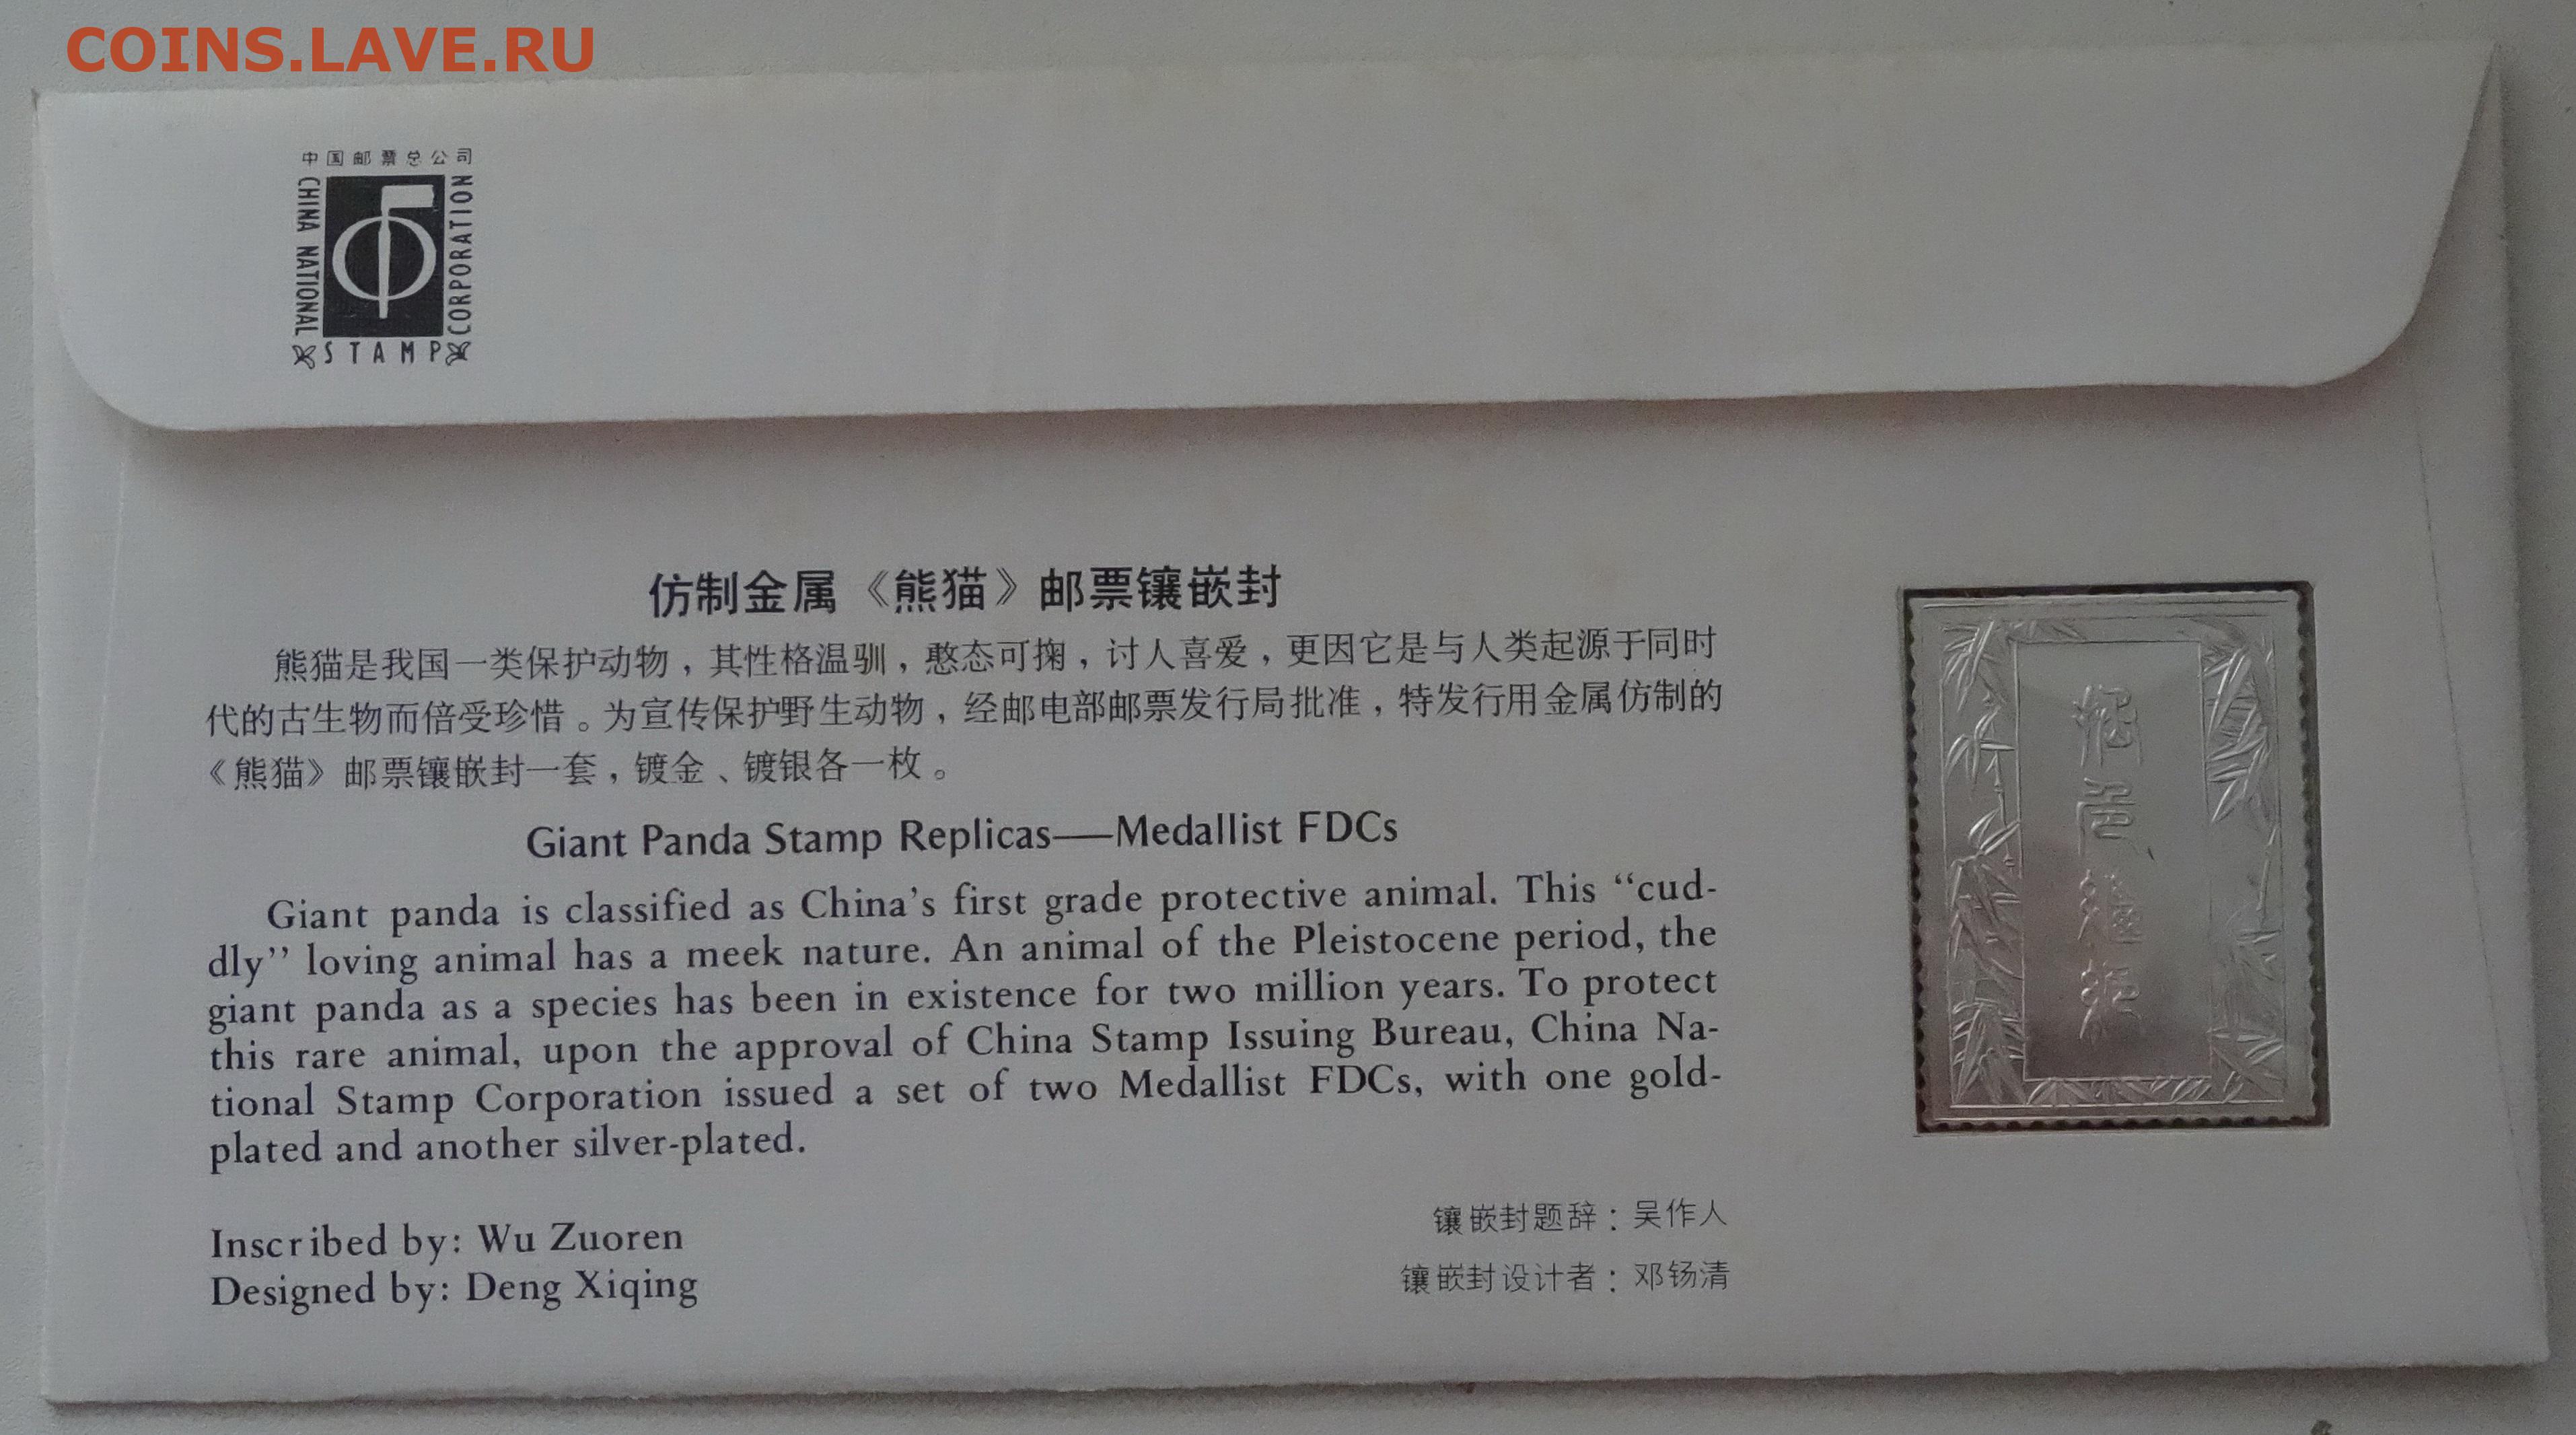 COINS.LAVE.RU
中国邮票总公司
CHINA NATIONAL
STAMP
CORPORATION
仿制金属《熊猫》邮票镶嵌封
熊猫是我国一类保护动物，其性格温驯，憨态可掬，讨人喜爱，更因它是与人类起源于同时
代的古生物而倍受珍惜。为宣传保护野生动物，经邮电部邮票发行局批准，特发行用金属仿制的
《熊猫》邮票镶嵌封一套，镀金、镀银各一枚。
Giant Panda Stamp Replicas——Medallist FDCs
Giant panda is classified as China's first grade protective animal. This “cud-
dly” loving animal has a meek nature. An animal of the Pleistocene period, the
giant panda as a species has been in existence for two million years. To protect
this rare animal, upon the approval of China Stamp Issuing Bureau, China Na-
tional Stamp Corporation issued a set of two Medallist FDCs, with one gold-
plated and another silver-plated.
Inscribed by: Wu Zuoren
Designed by: Deng Xiqing
镶嵌封题辞：吴作人
镶嵌封设计者：邓钖清